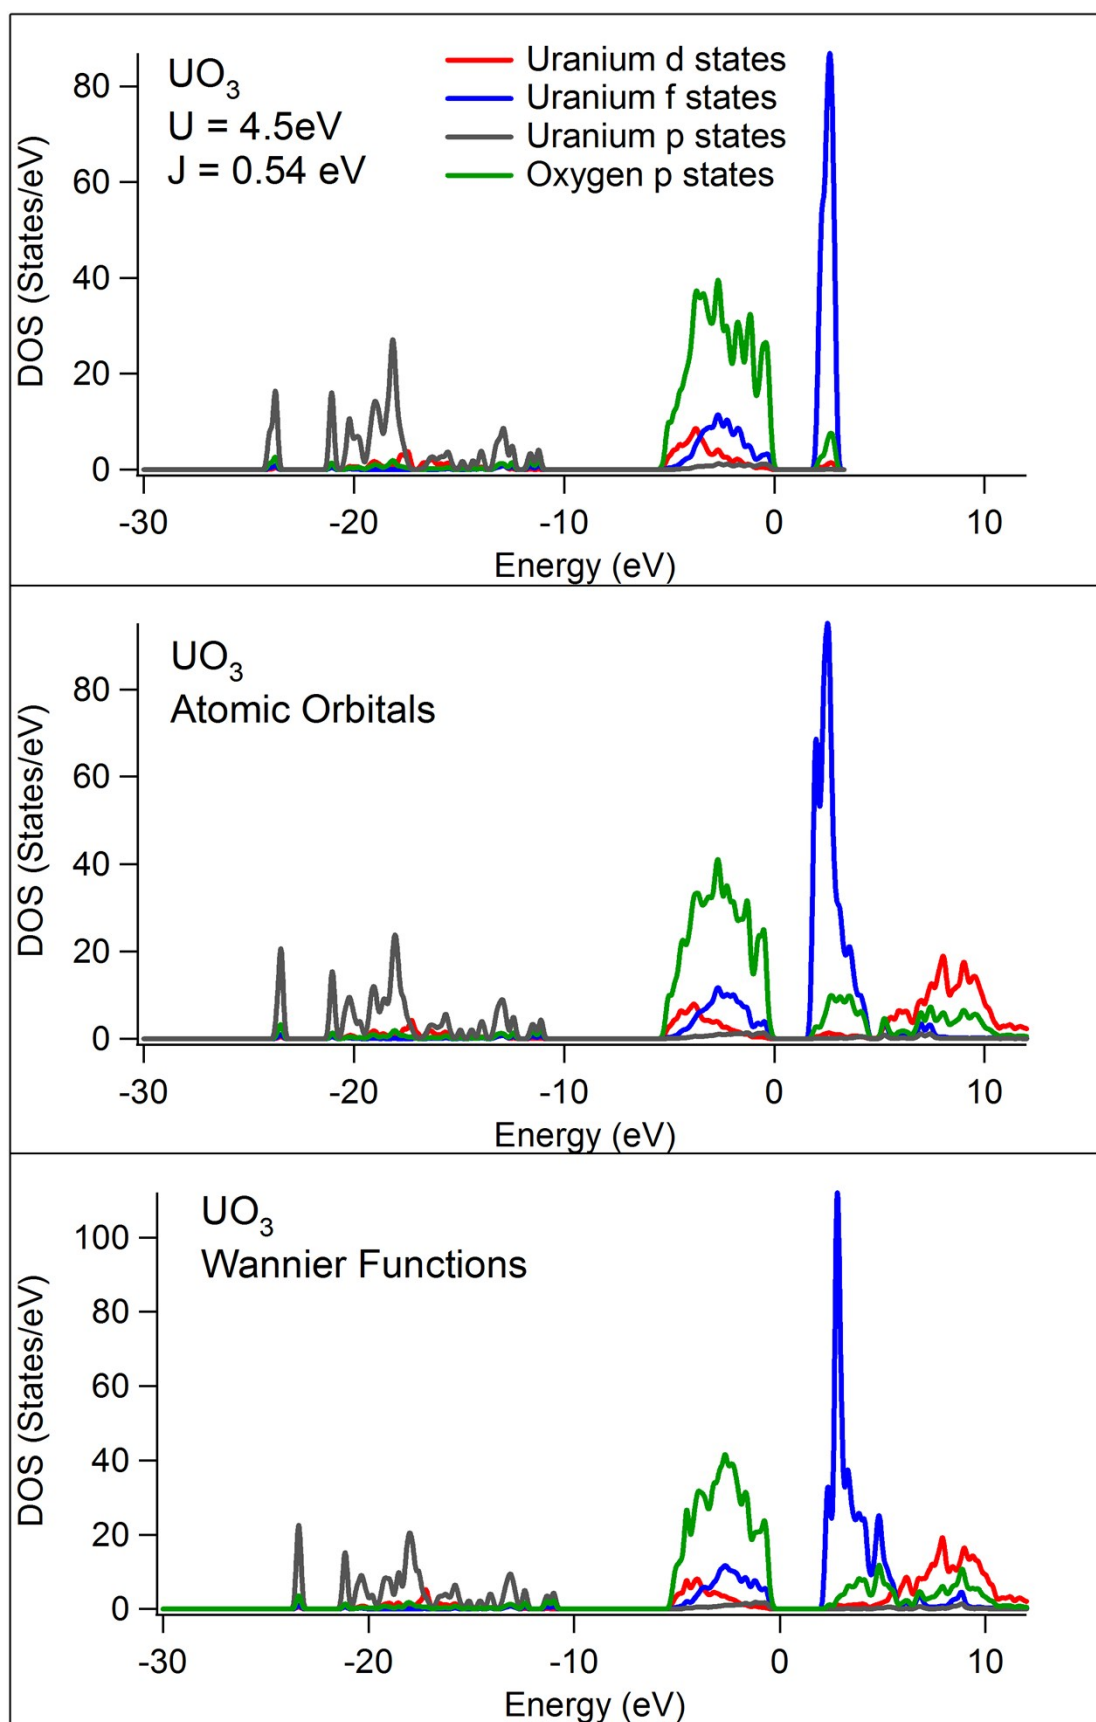 UO3
U = 4.5eV
J = 0.54 eV
Uranium d states
Uranium f states
Uranium p states
Oxygen p states
DOS (States/eV)
80
60
40
20
0
-30 -20 -10 0 10
Energy (eV)
UO3
Atomic Orbitals
DOS (States/eV)
80
60
40
20
0
-30 -20 -10 0 10
Energy (eV)
UO3
Wannier Functions
DOS (States/eV)
100
80
60
40
20
0
-30 -20 -10 0 10
Energy (eV)